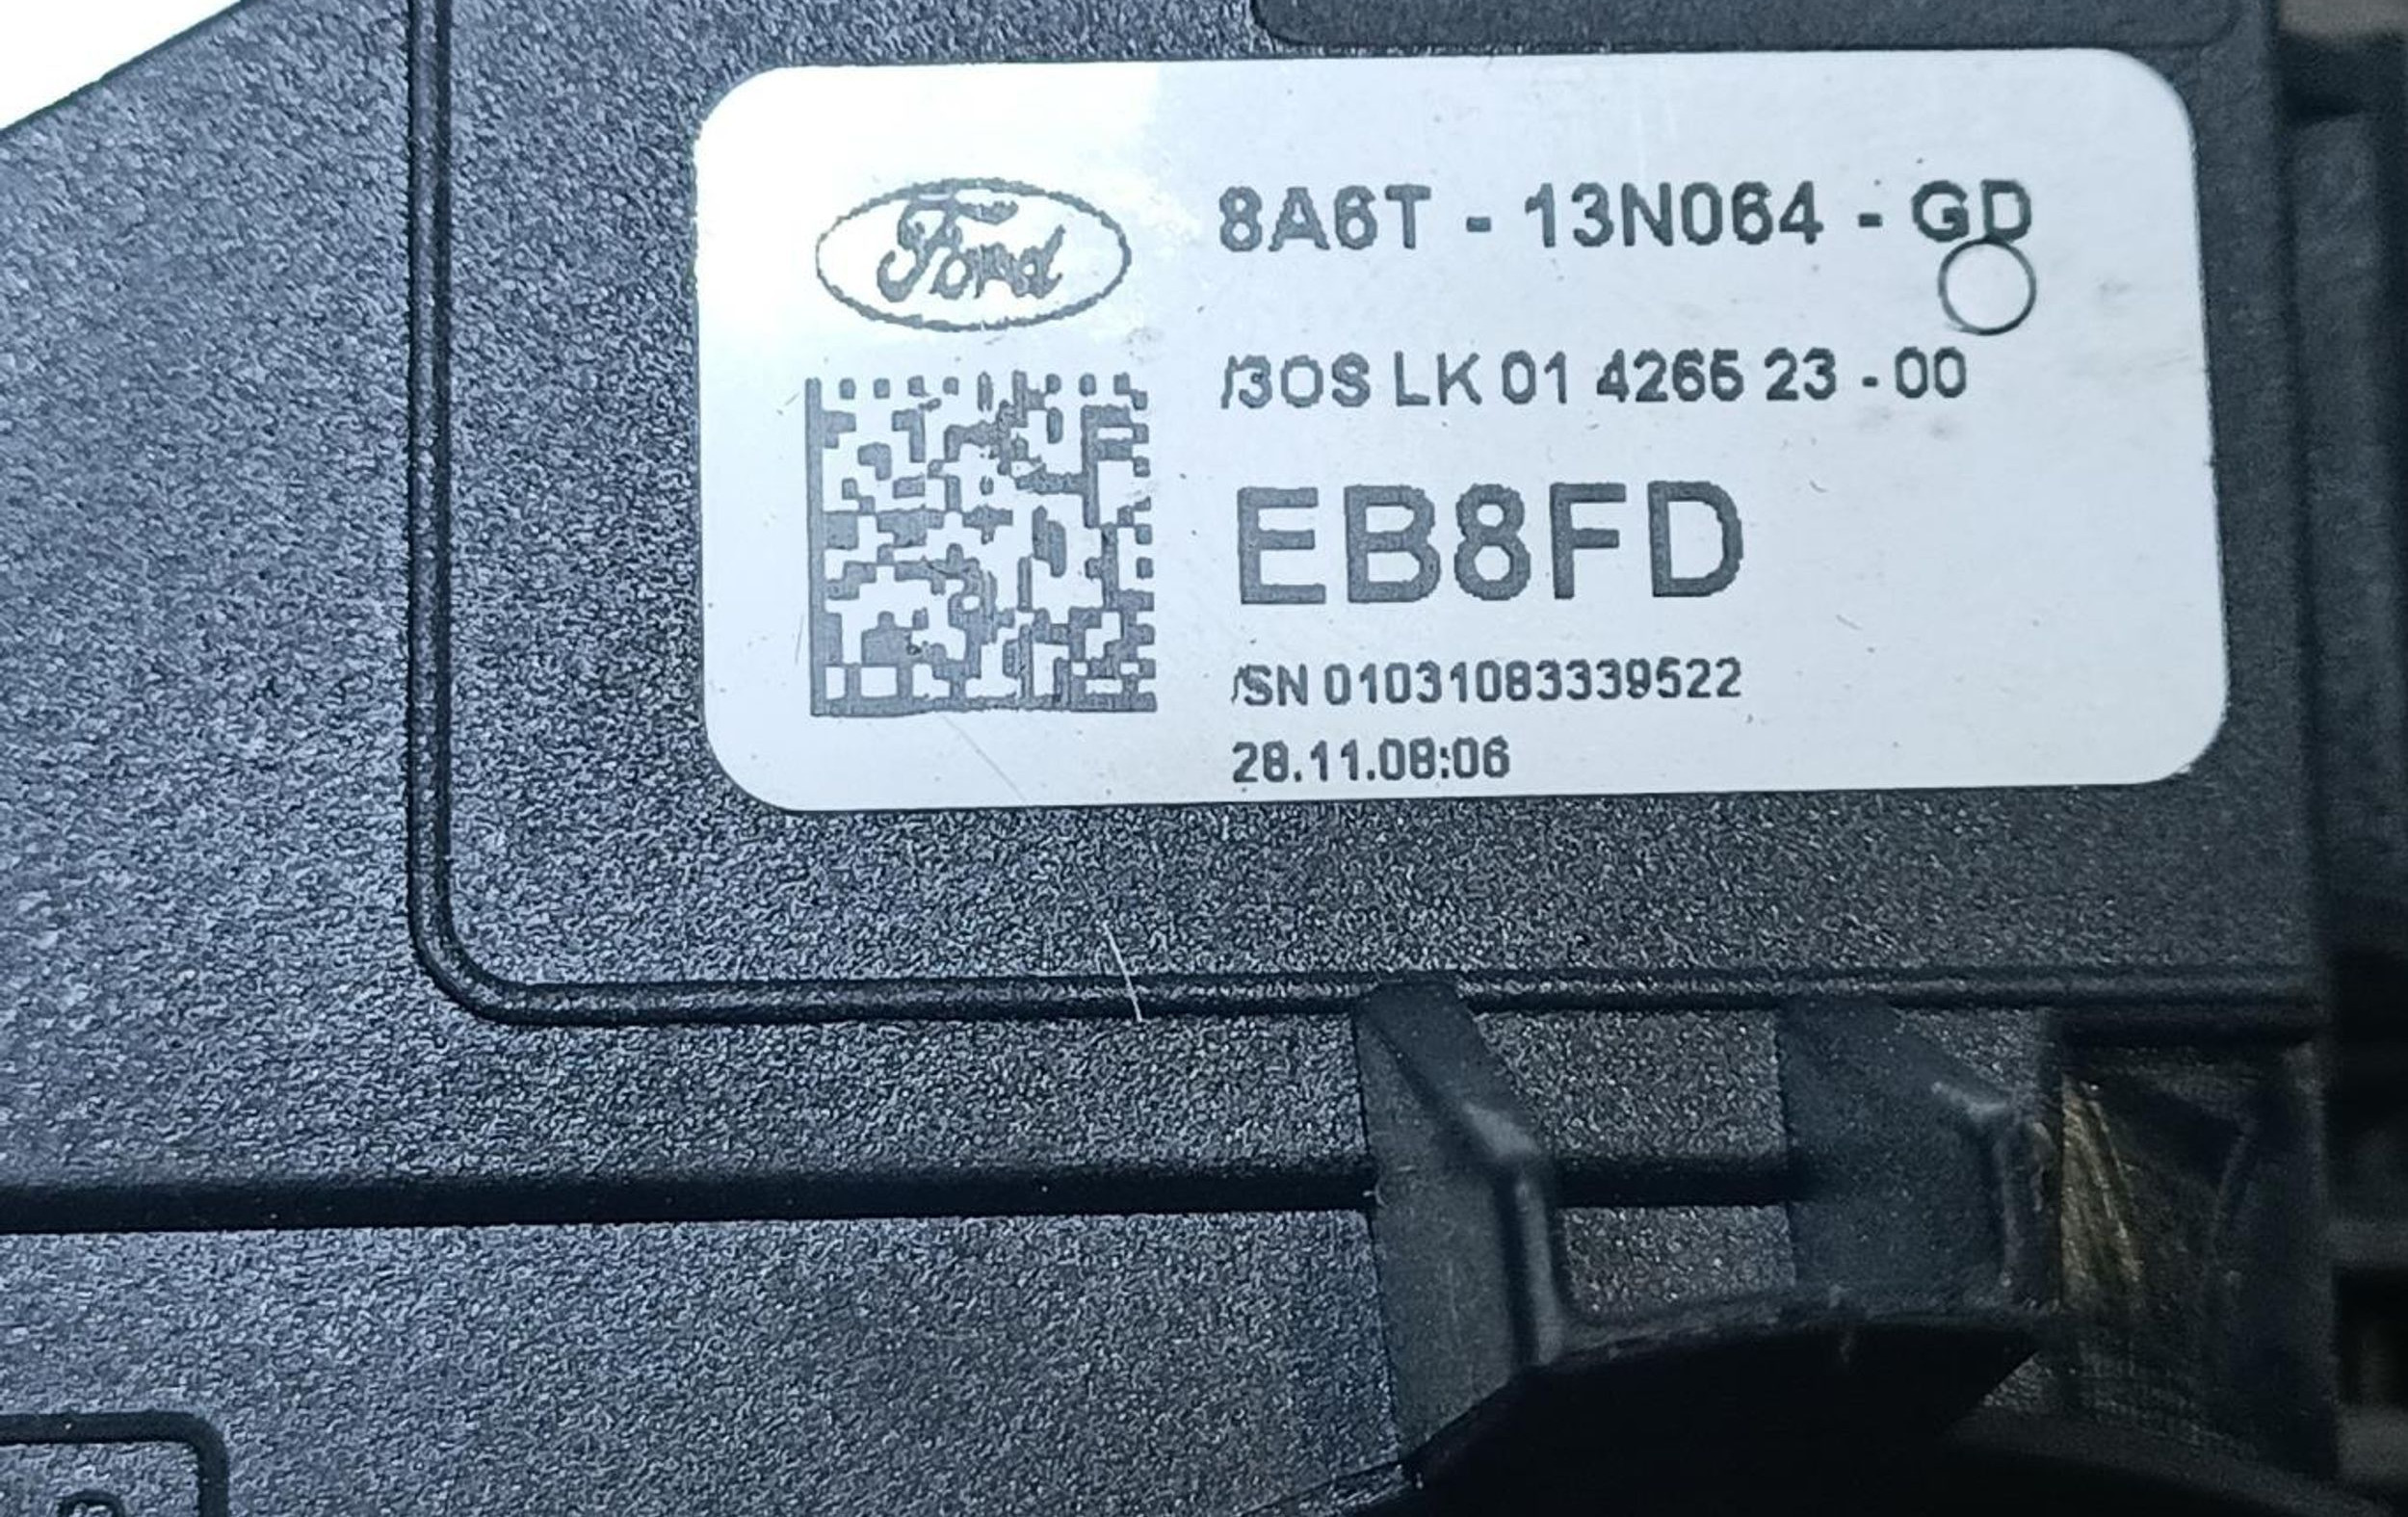 Ford
8A6T - 13N064 - GD
/3OS LK 01 4266 23 - 00
EB8FD
/SN 01031083339522
28.11.08:06